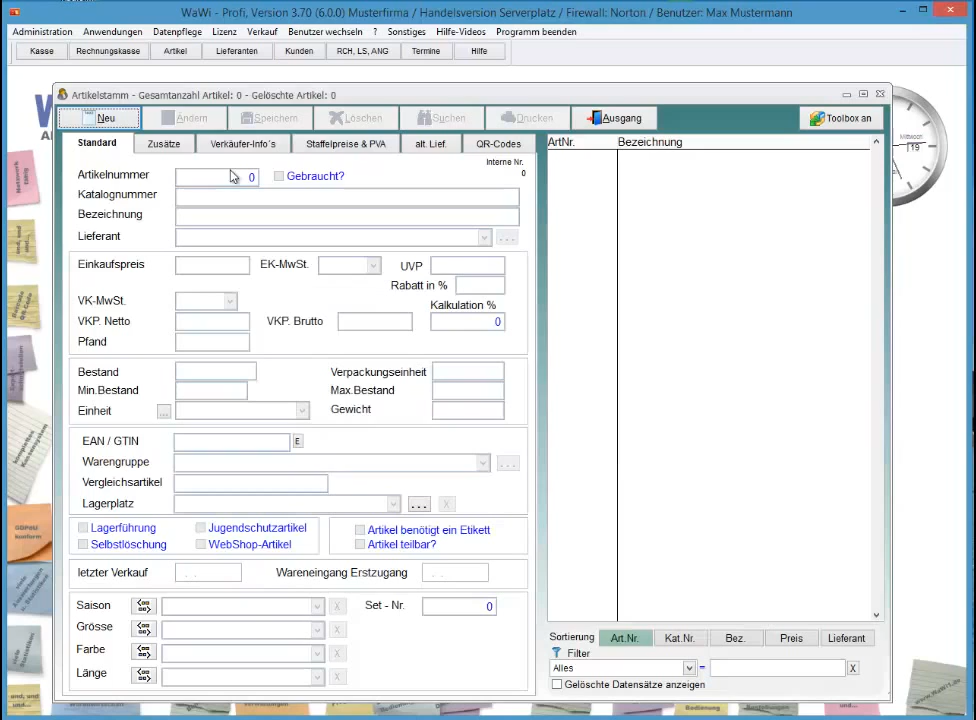 WaWi - Profi, Version 3.70 (6.0.0) Musterfirma / Handelsversion Serverplatz / Firewall: Norton / Benutzer: Max Mustermann
Administration Anwendungen Datenpflege Lizenz Verkauf Benutzer wechseln ? Sonstiges Hilfe-Videos Programm beenden
Kasse Rechnungskasse Artikel Lieferanten Kunden RCH, LS, ANG Termine Hilfe
Artikelstamm - Gesamtanzahl Artikel: 0 - Gelöschte Artikel: 0
Neu Ändern Speichern Löschen Suchen Drucken Ausgang Toolbox an
Standard Zusätze Verkäufer-Info´s Staffelpreise & PVA alt. Lief. QR-Codes
ArtNr. Bezeichnung
Mittwoch
19
Interne Nr.
0
Artikelnummer 0 Gebraucht?
Katalognummer
Bezeichnung
Lieferant ...
Einkaufspreis EK-MwSt. UVP
Rabatt in %
VK-MwSt. Kalkulation %
VKP. Netto VKP. Brutto 0
Pfand
Bestand Verpackungseinheit
Min.Bestand Max.Bestand
Einheit ... Gewicht
EAN / GTIN E
Warengruppe ...
Vergleichsartikel
Lagerplatz ... X
Lagerführung Jugendschutzartikel Artikel benötigt ein Etikett
Selbstlöschung WebShop-Artikel Artikel teilbar?
letzter Verkauf . . Wareneingang Erstzugang . .
Saison X Set - Nr. 0
Grösse X
Farbe X
Länge X
Sortierung Art.Nr. Kat.Nr. Bez. Preis Lieferant
Filter
Alles = X
Gelöschte Datensätze anzeigen
GDPdU
konform